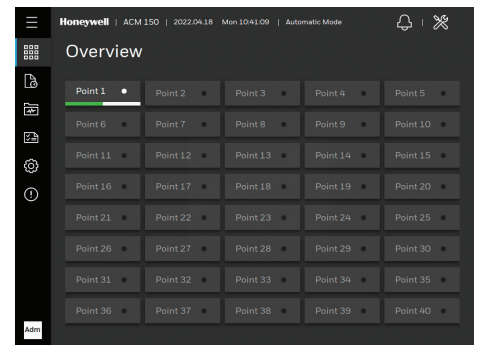 Honeywell | ACM 150 | 2022.04.18 Mon 10:41:09 | Automatic Mode
Overview
Point 1 Point 2 Point 3 Point 4 Point 5
Point 6 Point 7 Point 8 Point 9 Point 10
Point 11 Point 12 Point 13 Point 14 Point 15
Point 16 Point 17 Point 18 Point 19 Point 20
Point 21 Point 22 Point 23 Point 24 Point 25
Point 26 Point 27 Point 28 Point 29 Point 30
Point 31 Point 32 Point 33 Point 34 Point 35
Point 36 Point 37 Point 38 Point 39 Point 40
Adm